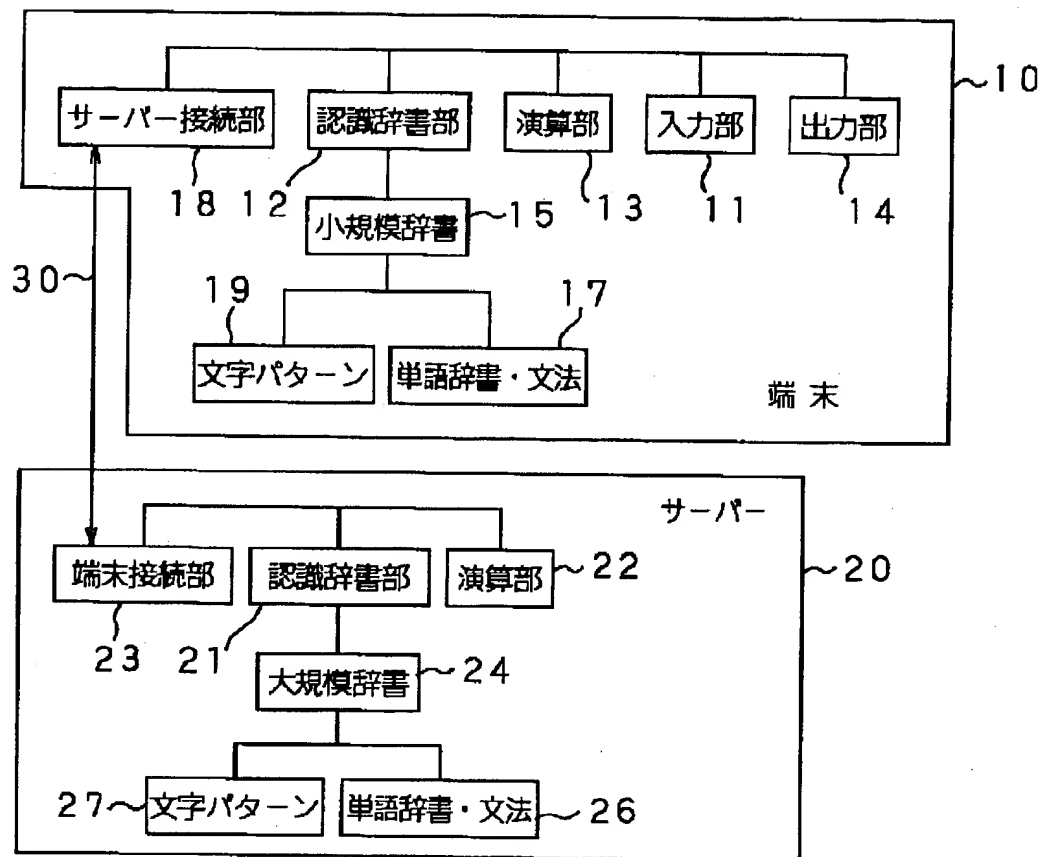 10
サーバー接続部
認識辞書部
演算部
入力部
出力部
18
12
13
11
14
小規模辞書
15
30
19
17
文字パターン
単語辞書・文法
端末
サーバー
端末接続部
認識辞書部
演算部
22
20
23
21
大規模辞書
24
27
文字パターン
単語辞書・文法
26